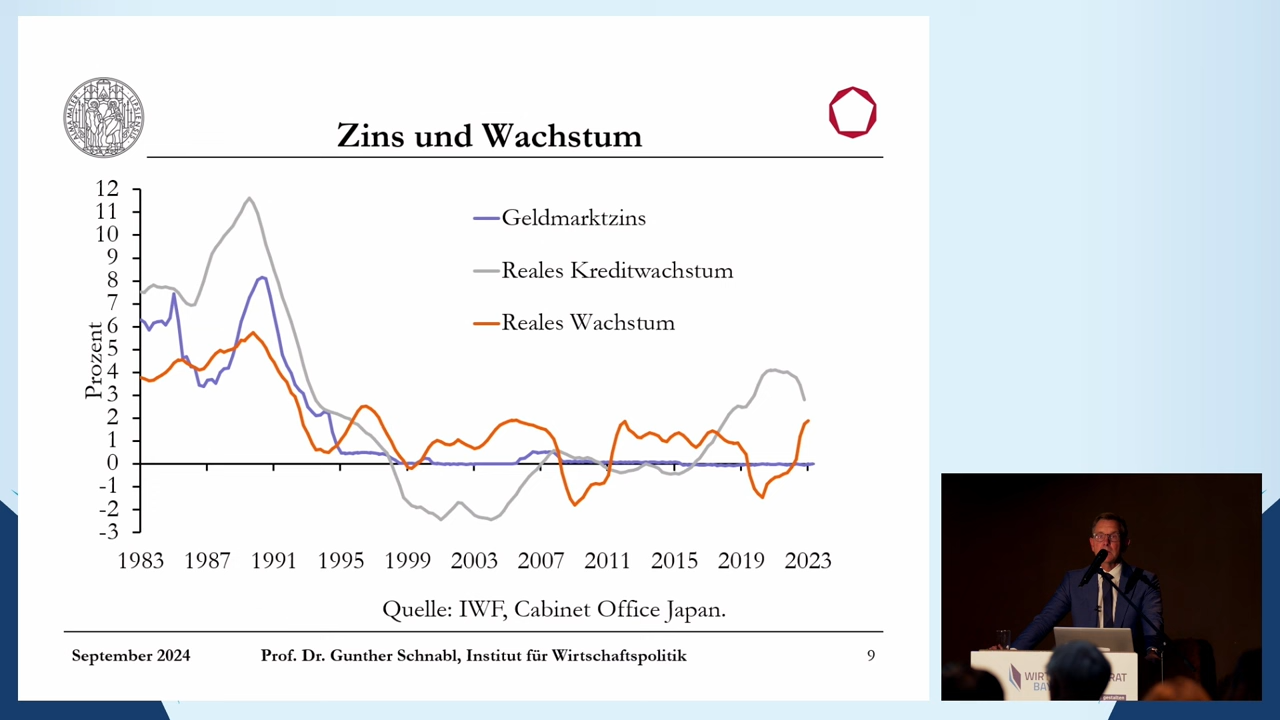 Zins und Wachstum
12
11
10
9
8
7
6
5
4
3
2
1
0
-1
-2
-3
Prozent
Geldmarktzins
Reales Kreditwachstum
Reales Wachstum
1983 1987 1991 1995 1999 2003 2007 2011 2015 2019 2023
Quelle: IWF, Cabinet Office Japan.
September 2024 Prof. Dr. Gunther Schnabl, Institut für Wirtschaftspolitik 9